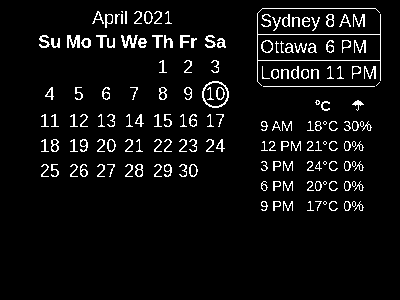 April 2021
Su Mo Tu We Th Fr Sa
1 2 3
4 5 6 7 8 9 10
11 12 13 14 15 16 17
18 19 20 21 22 23 24
25 26 27 28 29 30
Sydney 8 AM
Ottawa 6 PM
London 11 PM
°C
9 AM 18°C 30%
12 PM 21°C 0%
3 PM 24°C 0%
6 PM 20°C 0%
9 PM 17°C 0%